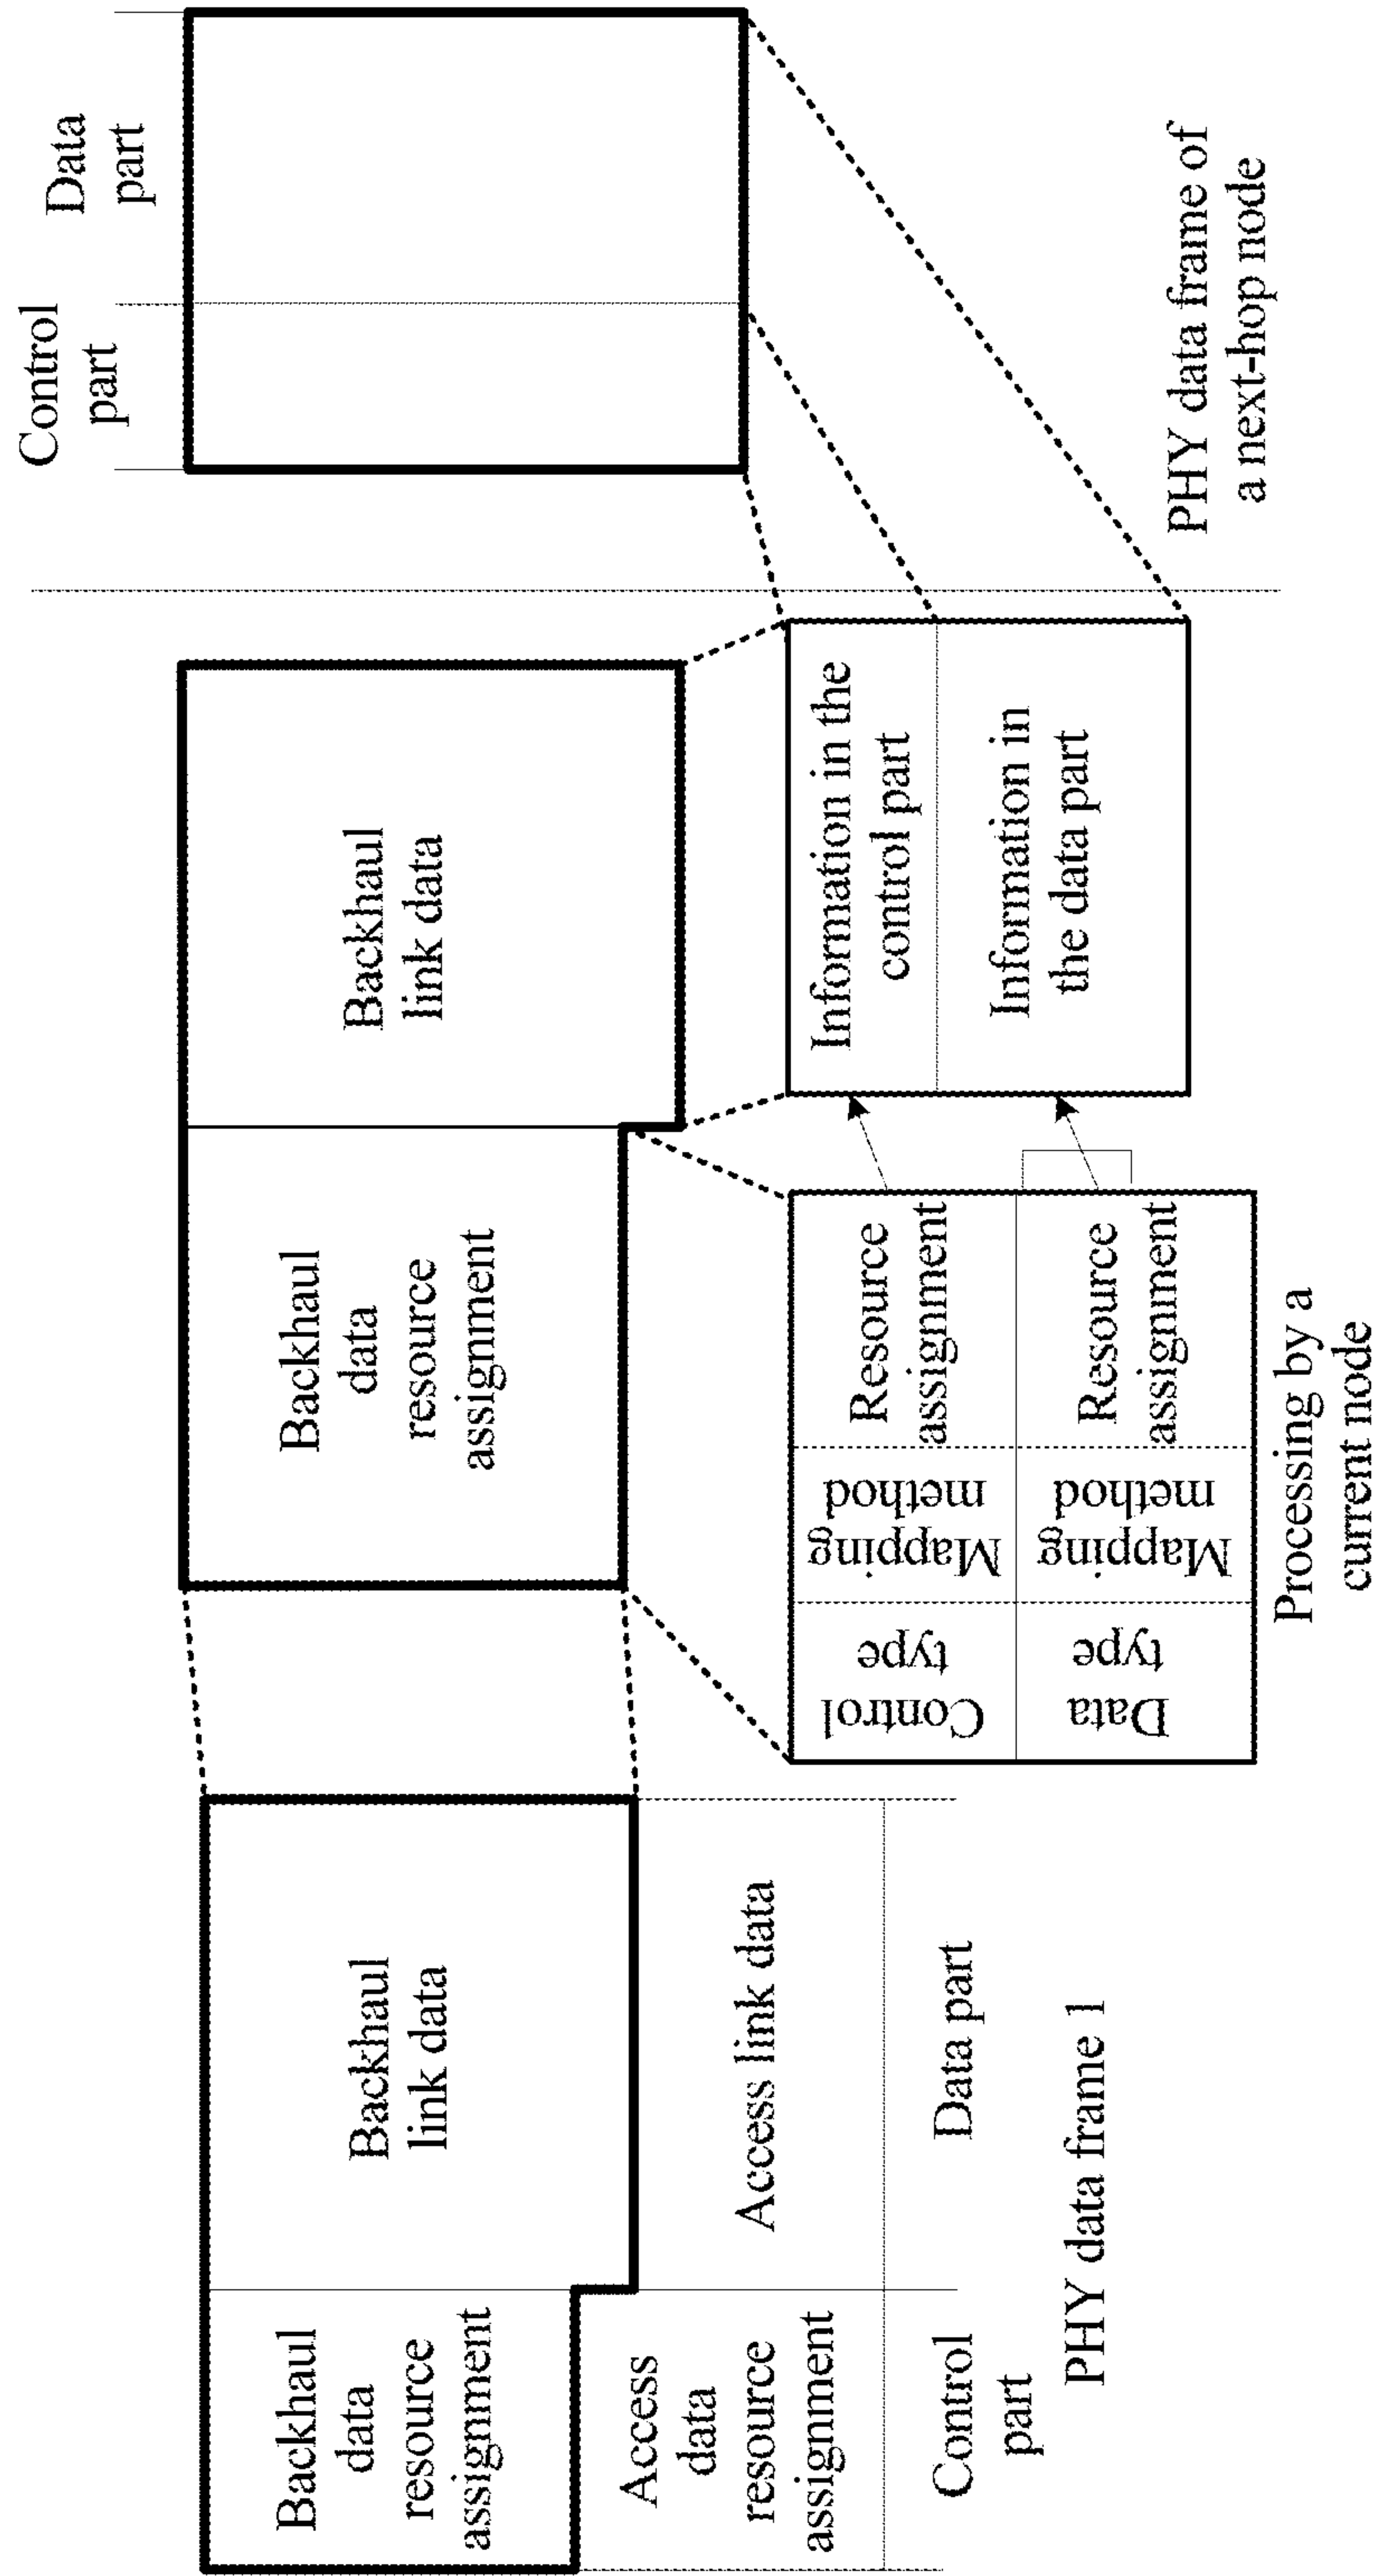 Backhaul
data
resource
assignment
Backhaul
link data
Access
data
resource
assignment
Access link data
Control
part
Data part
PHY data frame 1
Backhaul
data
resource
assignment
Backhaul
link data
Control
type
Mapping
method
Resource
assignment
Data
type
Mapping
method
Resource
assignment
Information in the
control part
Information in
the data part
Processing by a
current node
Control
part
Data
part
PHY data frame of
a next-hop node